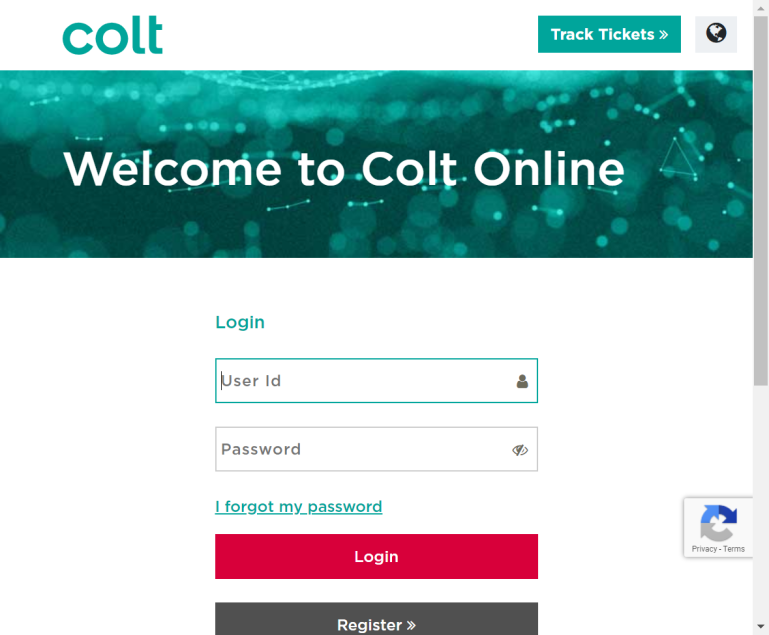 colt
Track Tickets »
Welcome to Colt Online
Login
User Id
Password
I forgot my password
Login
Privacy - Terms
Register »